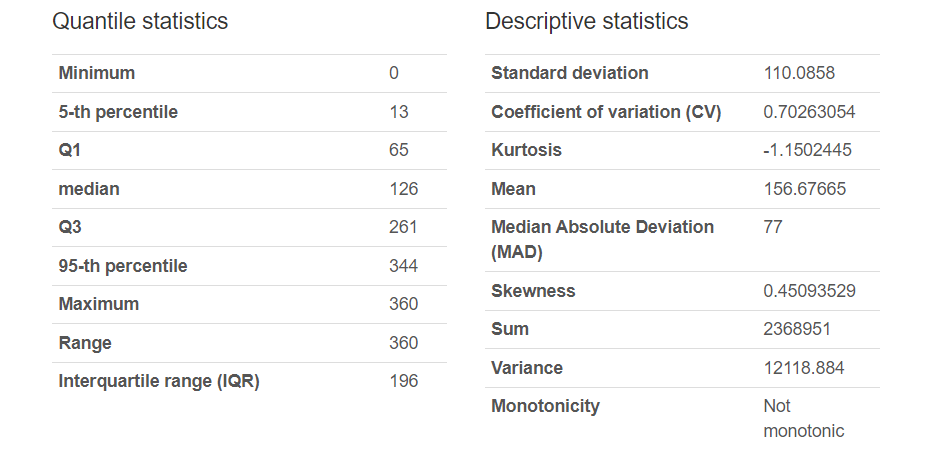 Quantile statistics
Minimum 0
5-th percentile 13
Q1 65
median 126
Q3 261
95-th percentile 344
Maximum 360
Range 360
Interquartile range (IQR) 196
Descriptive statistics
Standard deviation 110.0858
Coefficient of variation (CV) 0.70263054
Kurtosis -1.1502445
Mean 156.67665
Median Absolute Deviation 77
(MAD)
Skewness 0.45093529
Sum 2368951
Variance 12118.884
Monotonicity Not
monotonic